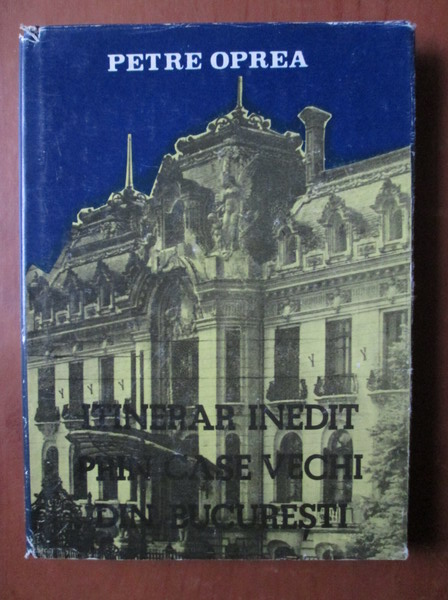 PETRE OPREA
ITINERAR INEDIT
PRIN CASE VECHI
DIN BUCUREȘTI